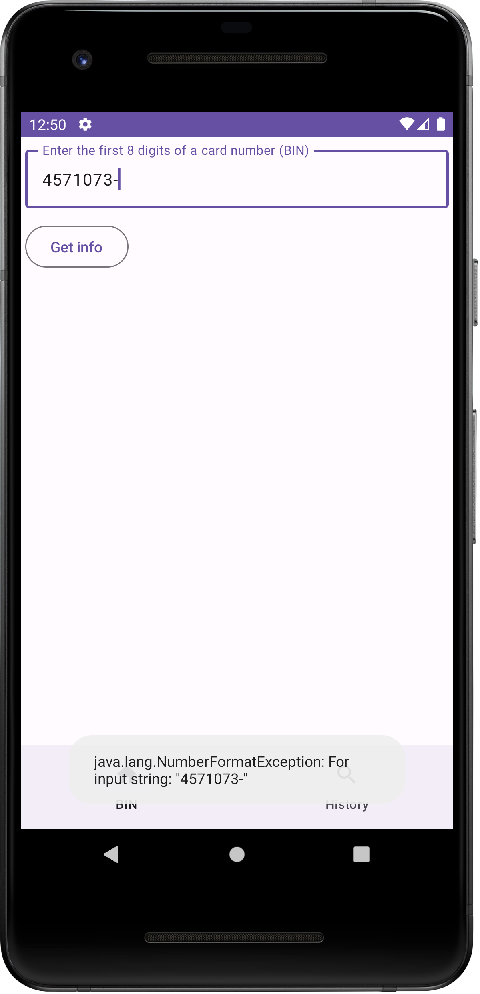 12:50
Enter the first 8 digits of a card number (BIN)
4571073-
Get info
java.lang.NumberFormatException: For
input string: "4571073-"
BIN
History